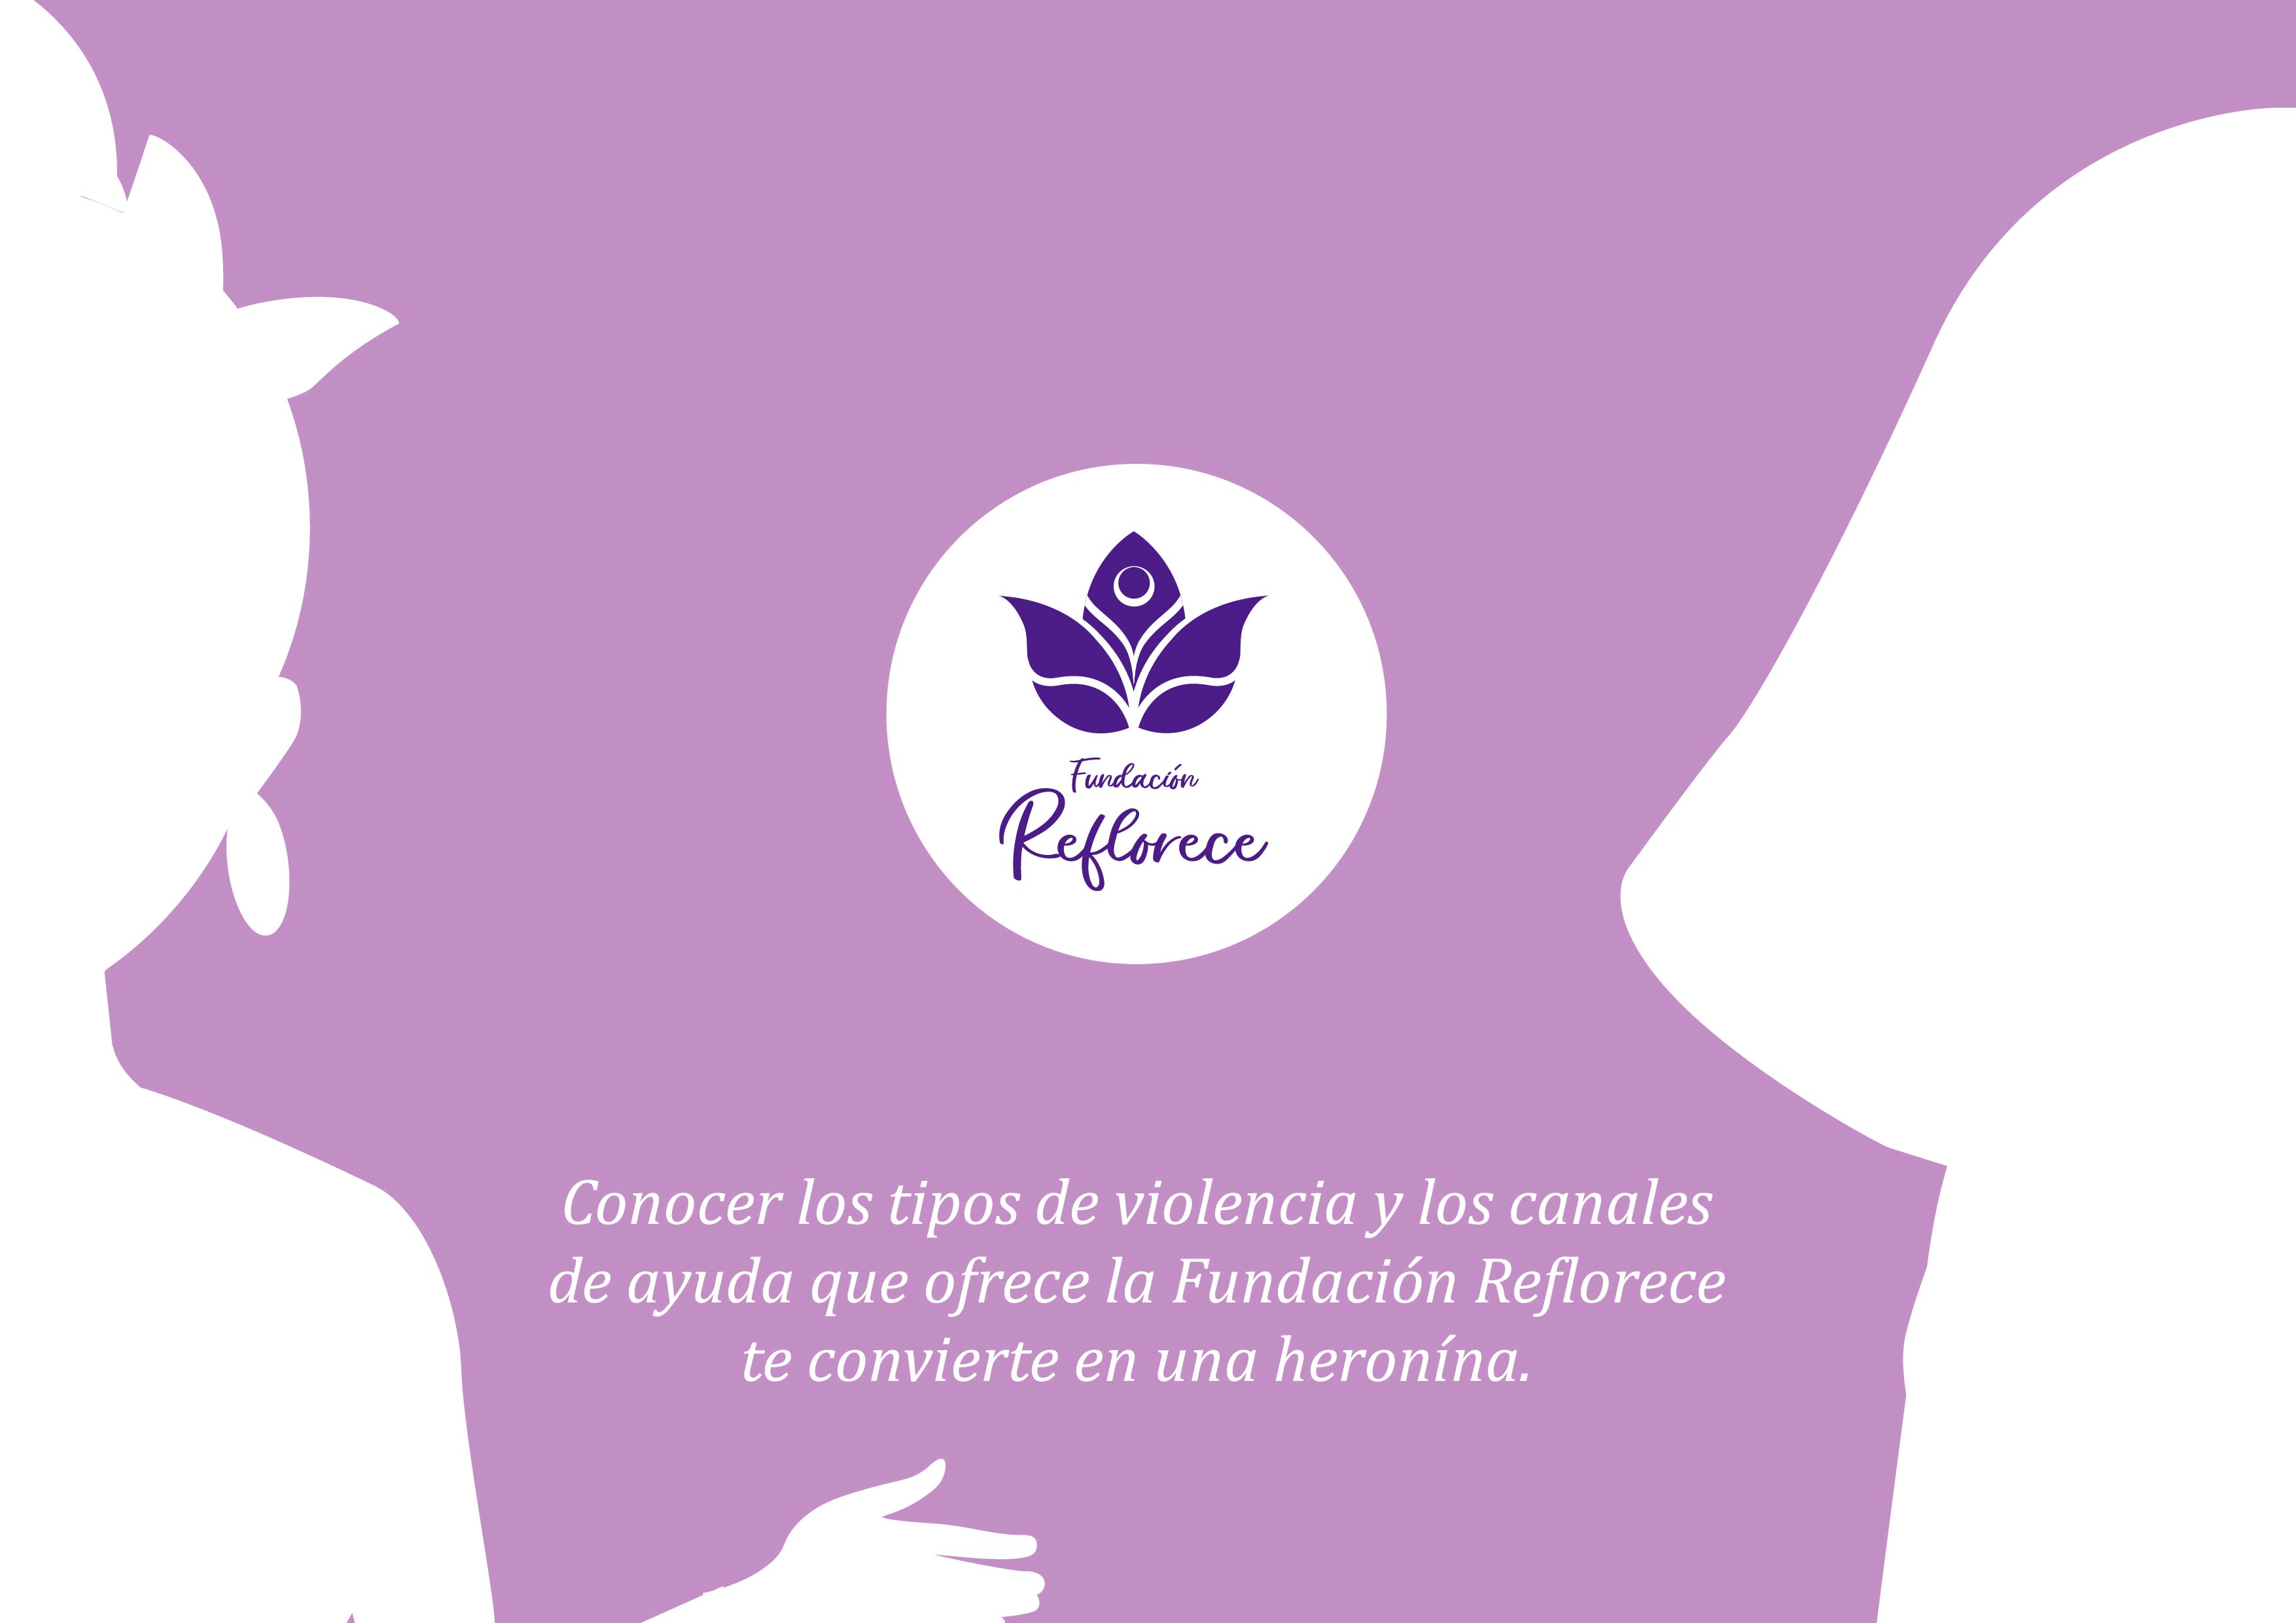 Fundación
Reflorece
Conocer los tipos de violencia y los canales
de ayuda que ofrece la Fundación Reflorece
te convierte en una heronína.